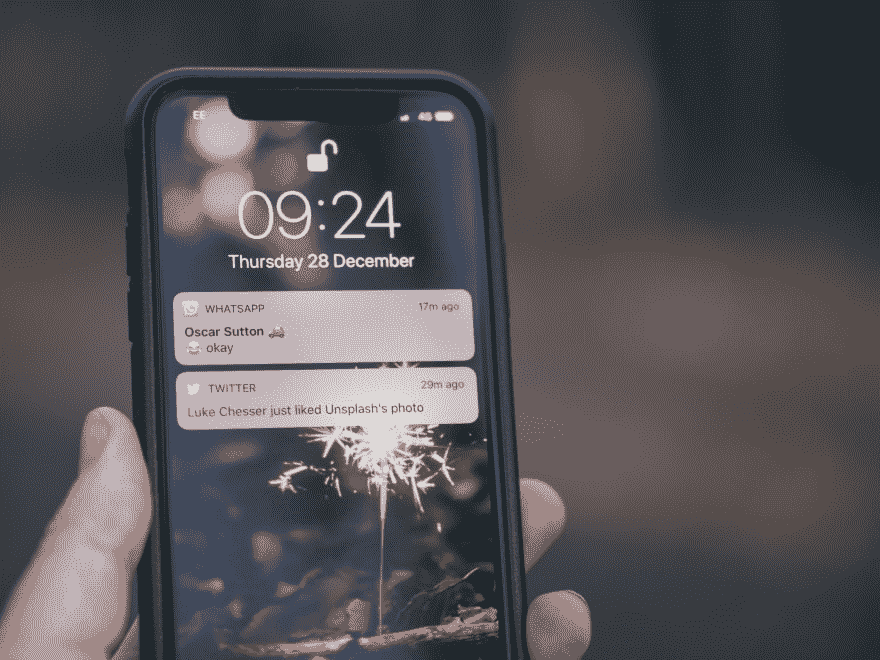 EE 4G
09:24
Thursday 28 December
WHATSAPP 17m ago
Oscar Sutton
okay
TWITTER 29m ago
Luke Chesser just liked Unsplash's photo